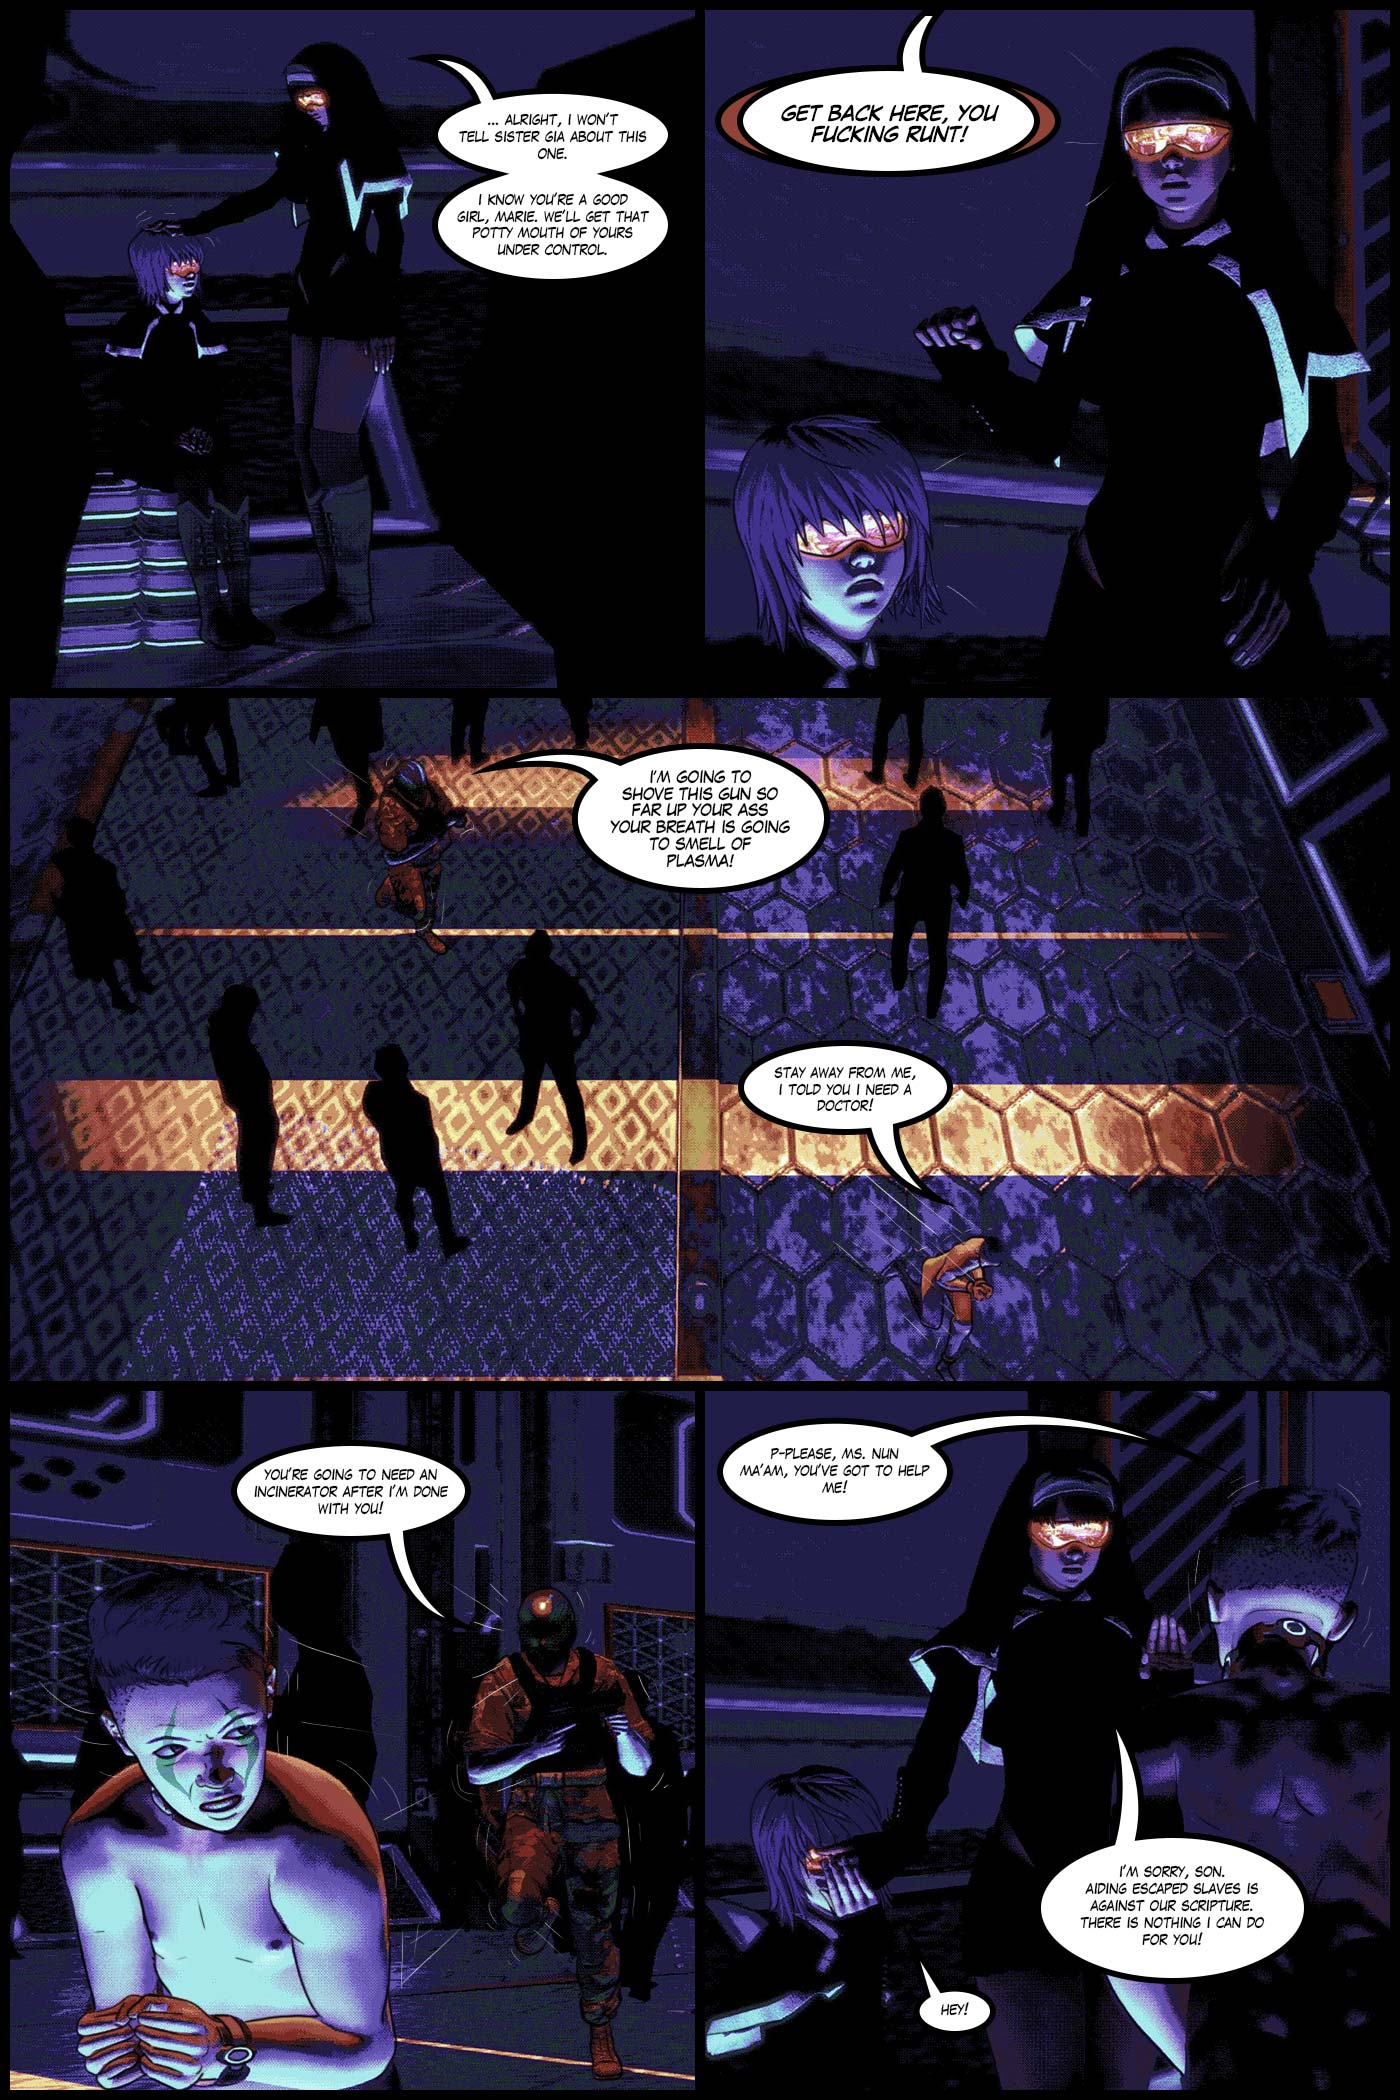 ... ALRIGHT, I WON'T
TELL SISTER GIA ABOUT THIS
ONE.
I KNOW YOU'RE A GOOD
GIRL, MARIE. WE'LL GET THAT
POTTY MOUTH OF YOURS
UNDER CONTROL.
GET BACK HERE, YOU
FUCKING RUNT!
I'M GOING TO
SHOVE THIS GUN SO
FAR UP YOUR ASS
YOUR BREATH IS GOING
TO SMELL OF
PLASMA!
STAY AWAY FROM ME,
I TOLD YOU I NEED A
DOCTOR!
YOU'RE GOING TO NEED AN
INCINERATOR AFTER I'M DONE
WITH YOU!
P-PLEASE, MS. NUN
MA'AM, YOU'VE GOT TO HELP
ME!
I'M SORRY, SON.
AIDING ESCAPED SLAVES IS
AGAINST OUR SCRIPTURE.
THERE IS NOTHING I CAN DO
FOR YOU!
HEY!